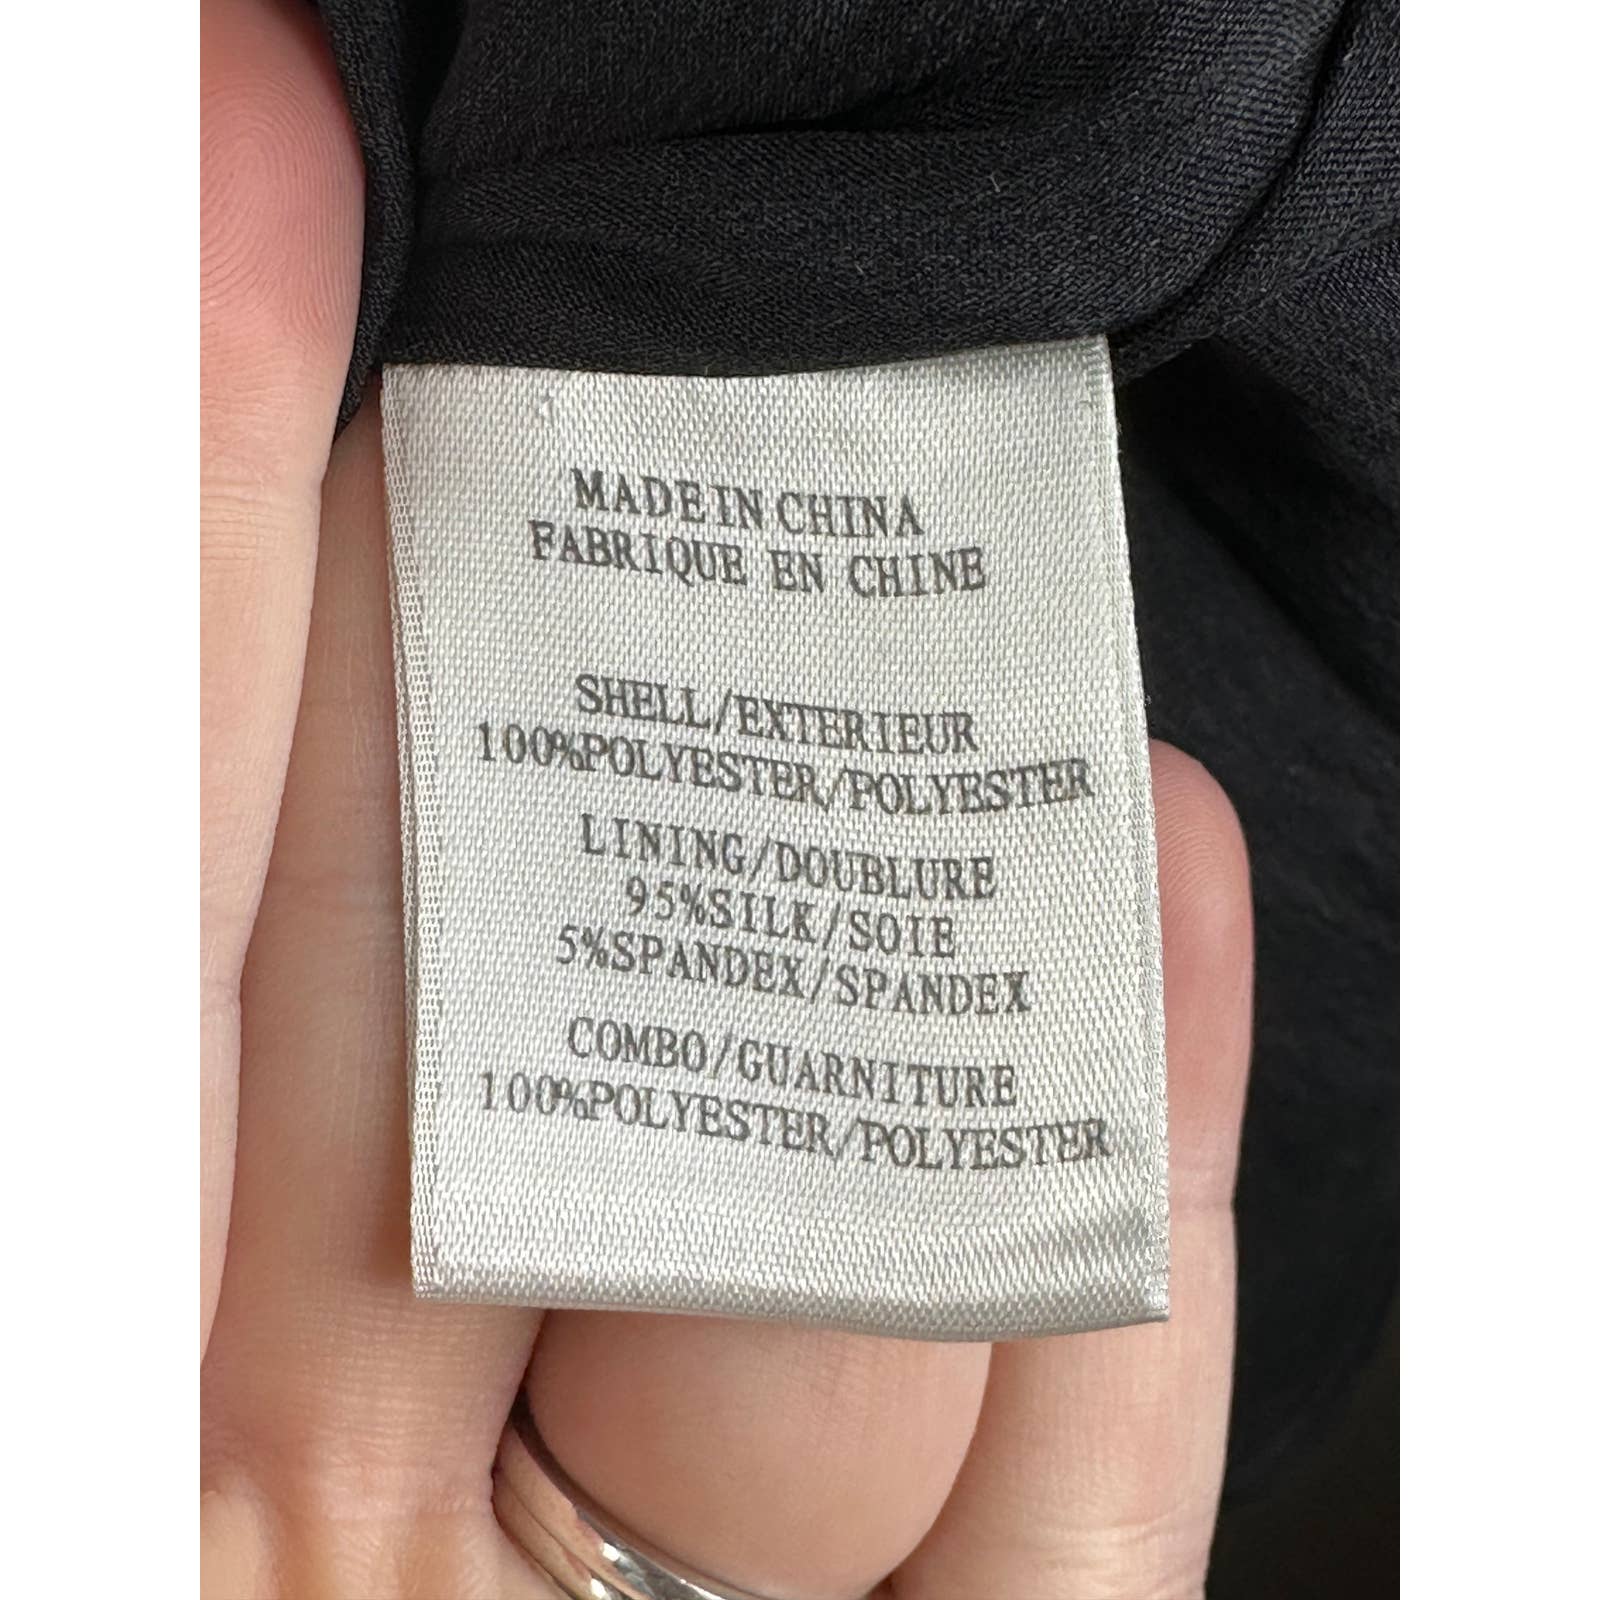 MADE IN CHINA
FABRIQUE EN CHINE
SHELL/EXTERIEUR
100%POLYESTER/POLYESTER
LINING/DOUBLURE
95%SILK/SOIE
5%SPANDEX/SPANDEX
COMBO/GUARNITURE
100%POLYESTER/POLYESTER